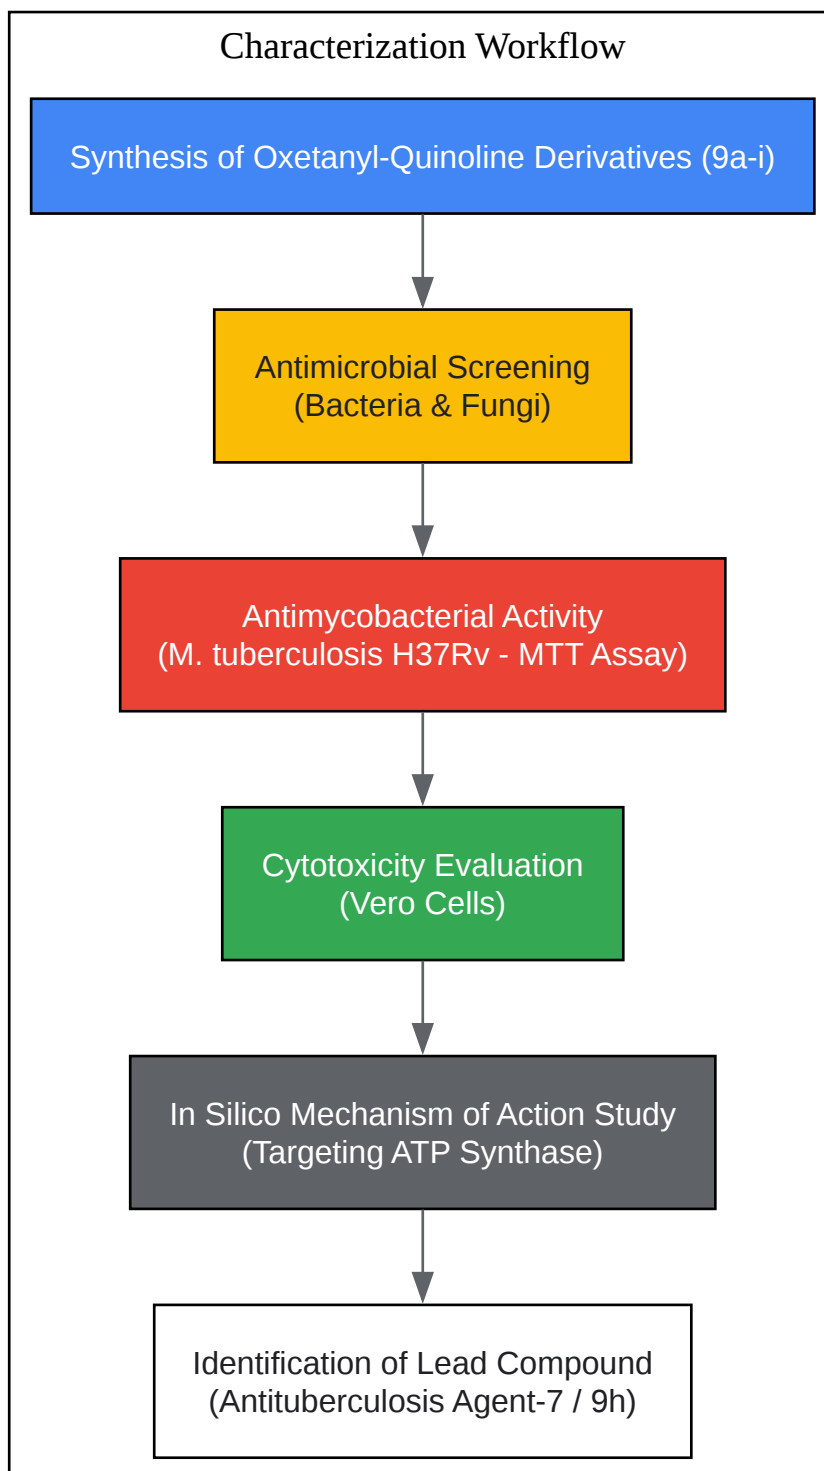 Characterization Workflow
Synthesis of Oxetanyl-Quinoline Derivatives (9a-i)
Antimicrobial Screening
(Bacteria & Fungi)
Antimycobacterial Activity
(M. tuberculosis H37Rv - MTT Assay)
Cytotoxicity Evaluation
(Vero Cells)
In Silico Mechanism of Action Study
(Targeting ATP Synthase)
Identification of Lead Compound
(Antituberculosis Agent-7 / 9h)